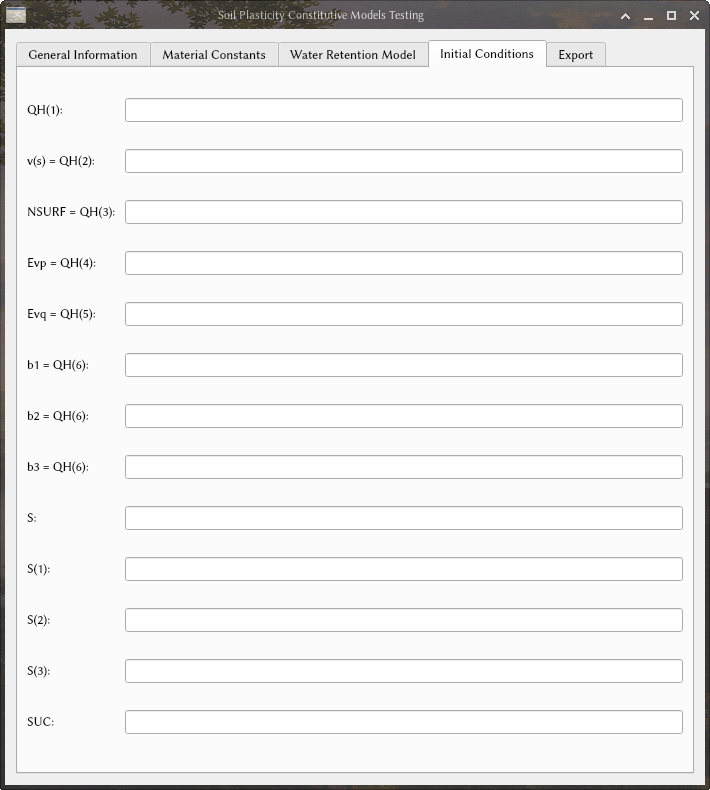 Soil Plasticity Constitutive Models Testing
General Information Material Constants Water Retention Model Initial Conditions Export
QH(1):
v(s) = QH(2):
NSURF = QH(3):
Evp = QH(4):
Evq = QH(5):
b1 = QH(6):
b2 = QH(6):
b3 = QH(6):
S:
S(1):
S(2):
S(3):
SUC: